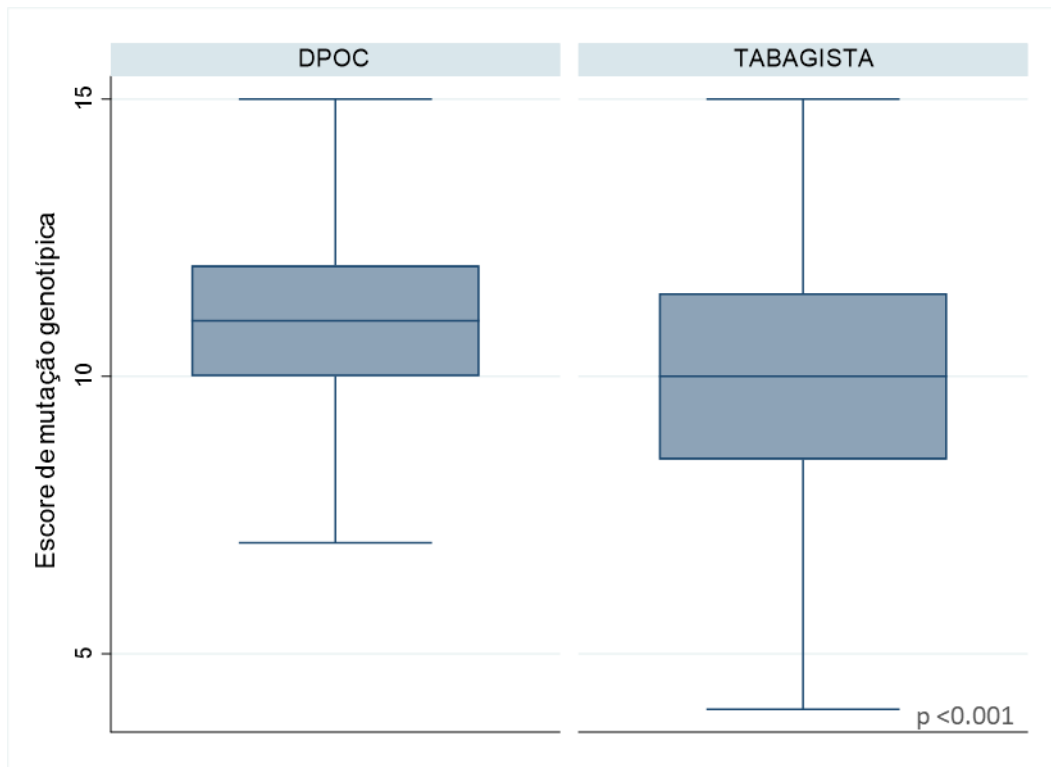 DPOC
TABAGISTA
Escore de mutação genotípica
15
10
5
p <0.001